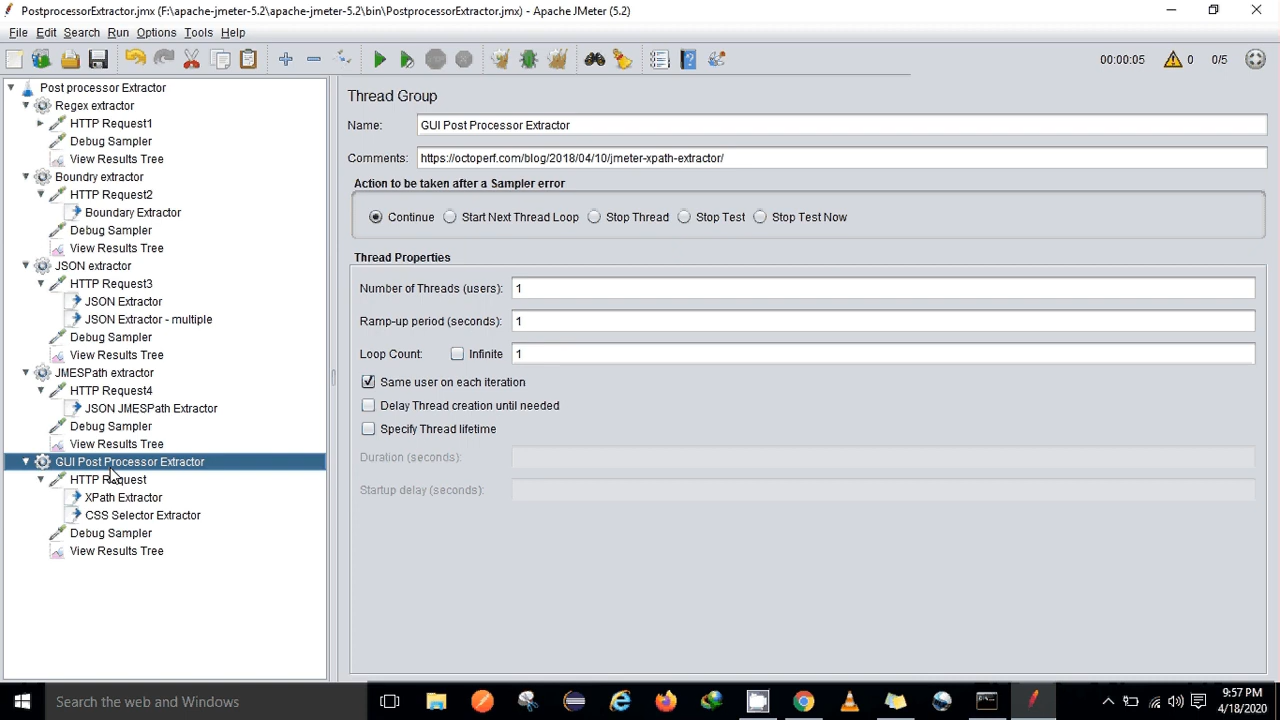 PostprocessorExtractor.jmx (F:\apache-jmeter-5.2\apache-jmeter-5.2\bin\PostprocessorExtractor.jmx) - Apache JMeter (5.2)
File Edit Search Run Options Tools Help
00:00:05 0 0/5
Post processor Extractor
Regex extractor
HTTP Request1
Debug Sampler
View Results Tree
Boundry extractor
HTTP Request2
Boundary Extractor
Debug Sampler
View Results Tree
JSON extractor
HTTP Request3
JSON Extractor
JSON Extractor - multiple
Debug Sampler
View Results Tree
JMESPath extractor
HTTP Request4
JSON JMESPath Extractor
Debug Sampler
View Results Tree
GUI Post Processor Extractor
HTTP Request
XPath Extractor
CSS Selector Extractor
Debug Sampler
View Results Tree
Thread Group
Name: GUI Post Processor Extractor
Comments: https://octoperf.com/blog/2018/04/10/jmeter-xpath-extractor/
Action to be taken after a Sampler error
Continue Start Next Thread Loop Stop Thread Stop Test Stop Test Now
Thread Properties
Number of Threads (users): 1
Ramp-up period (seconds): 1
Loop Count: Infinite 1
Same user on each iteration
Delay Thread creation until needed
Specify Thread lifetime
Duration (seconds):
Startup delay (seconds):
Search the web and Windows
9:57 PM
4/18/2020